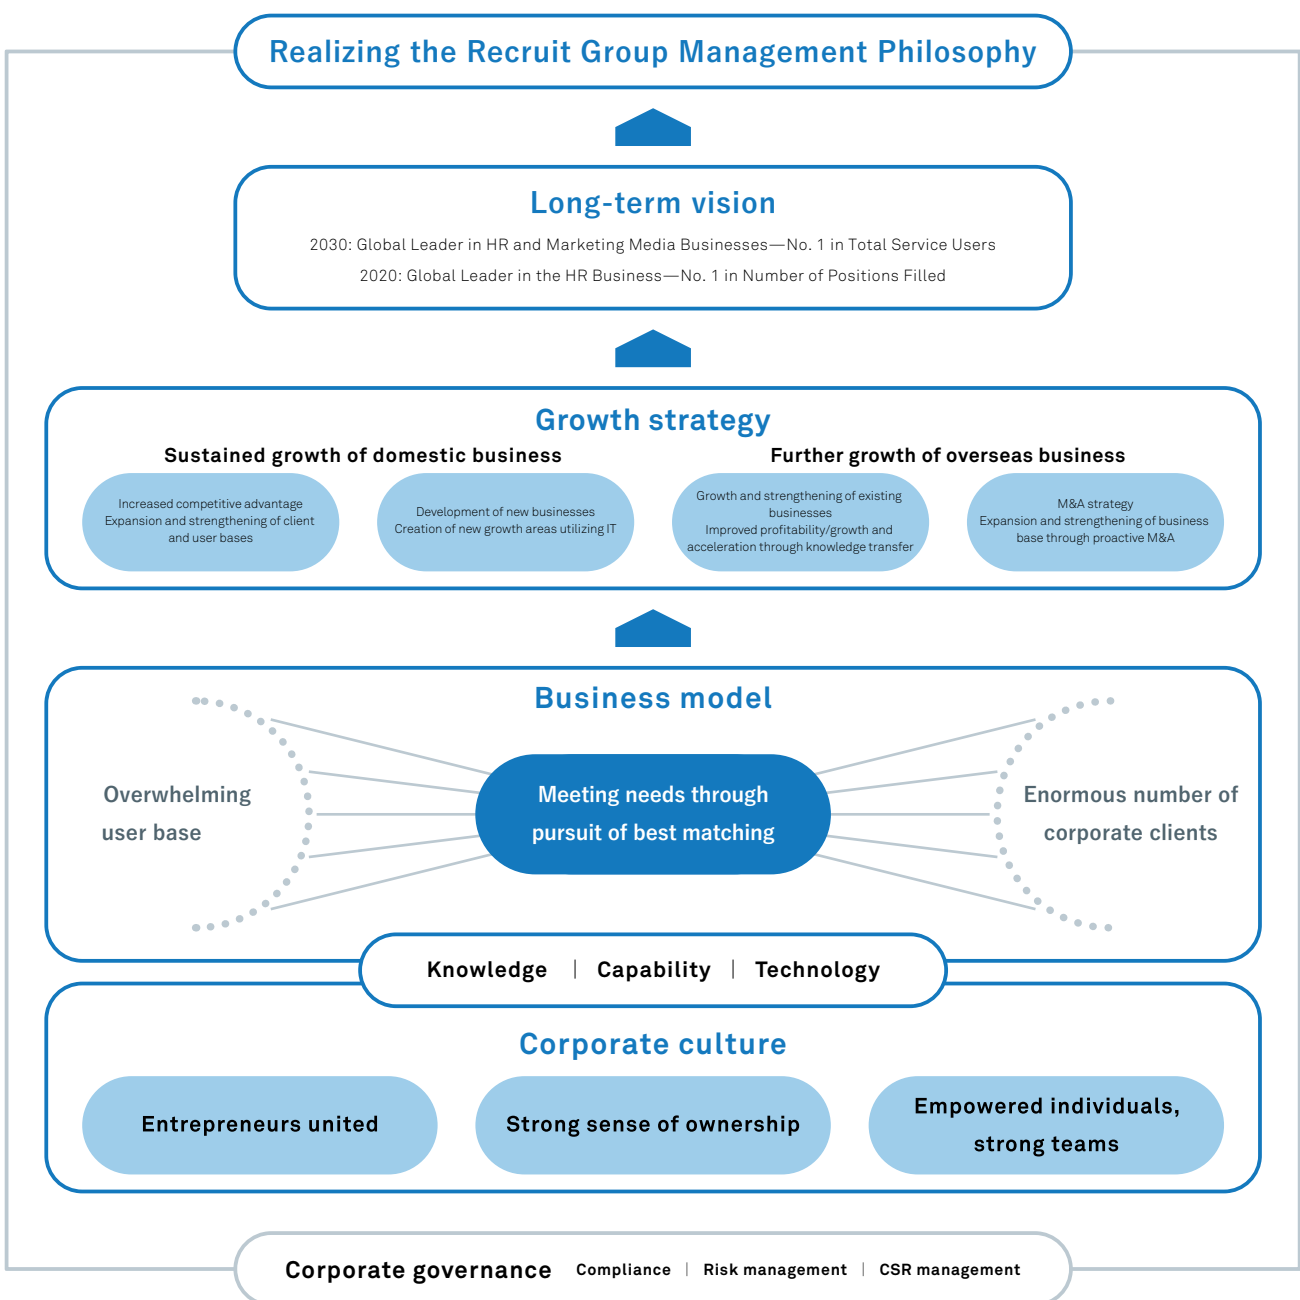 Realizing the Recruit Group Management Philosophy
Long-term vision
2030: Global Leader in HR and Marketing Media Businesses—No. 1 in Total Service Users
2020: Global Leader in the HR Business—No. 1 in Number of Positions Filled
Growth strategy
Sustained growth of domestic business
Increased competitive advantage
Expansion and strengthening of client
and user bases
Development of new businesses
Creation of new growth areas utilizing IT
Further growth of overseas business
Growth and strengthening of existing
businesses
Improved profitability/growth and
acceleration through knowledge transfer
M&A strategy
Expansion and strengthening of business
base through proactive M&A
Business model
Overwhelming
user base
Meeting needs through
pursuit of best matching
Enormous number of
corporate clients
Knowledge | Capability | Technology
Corporate culture
Entrepreneurs united
Strong sense of ownership
Empowered individuals,
strong teams
Corporate governance Compliance | Risk management | CSR management